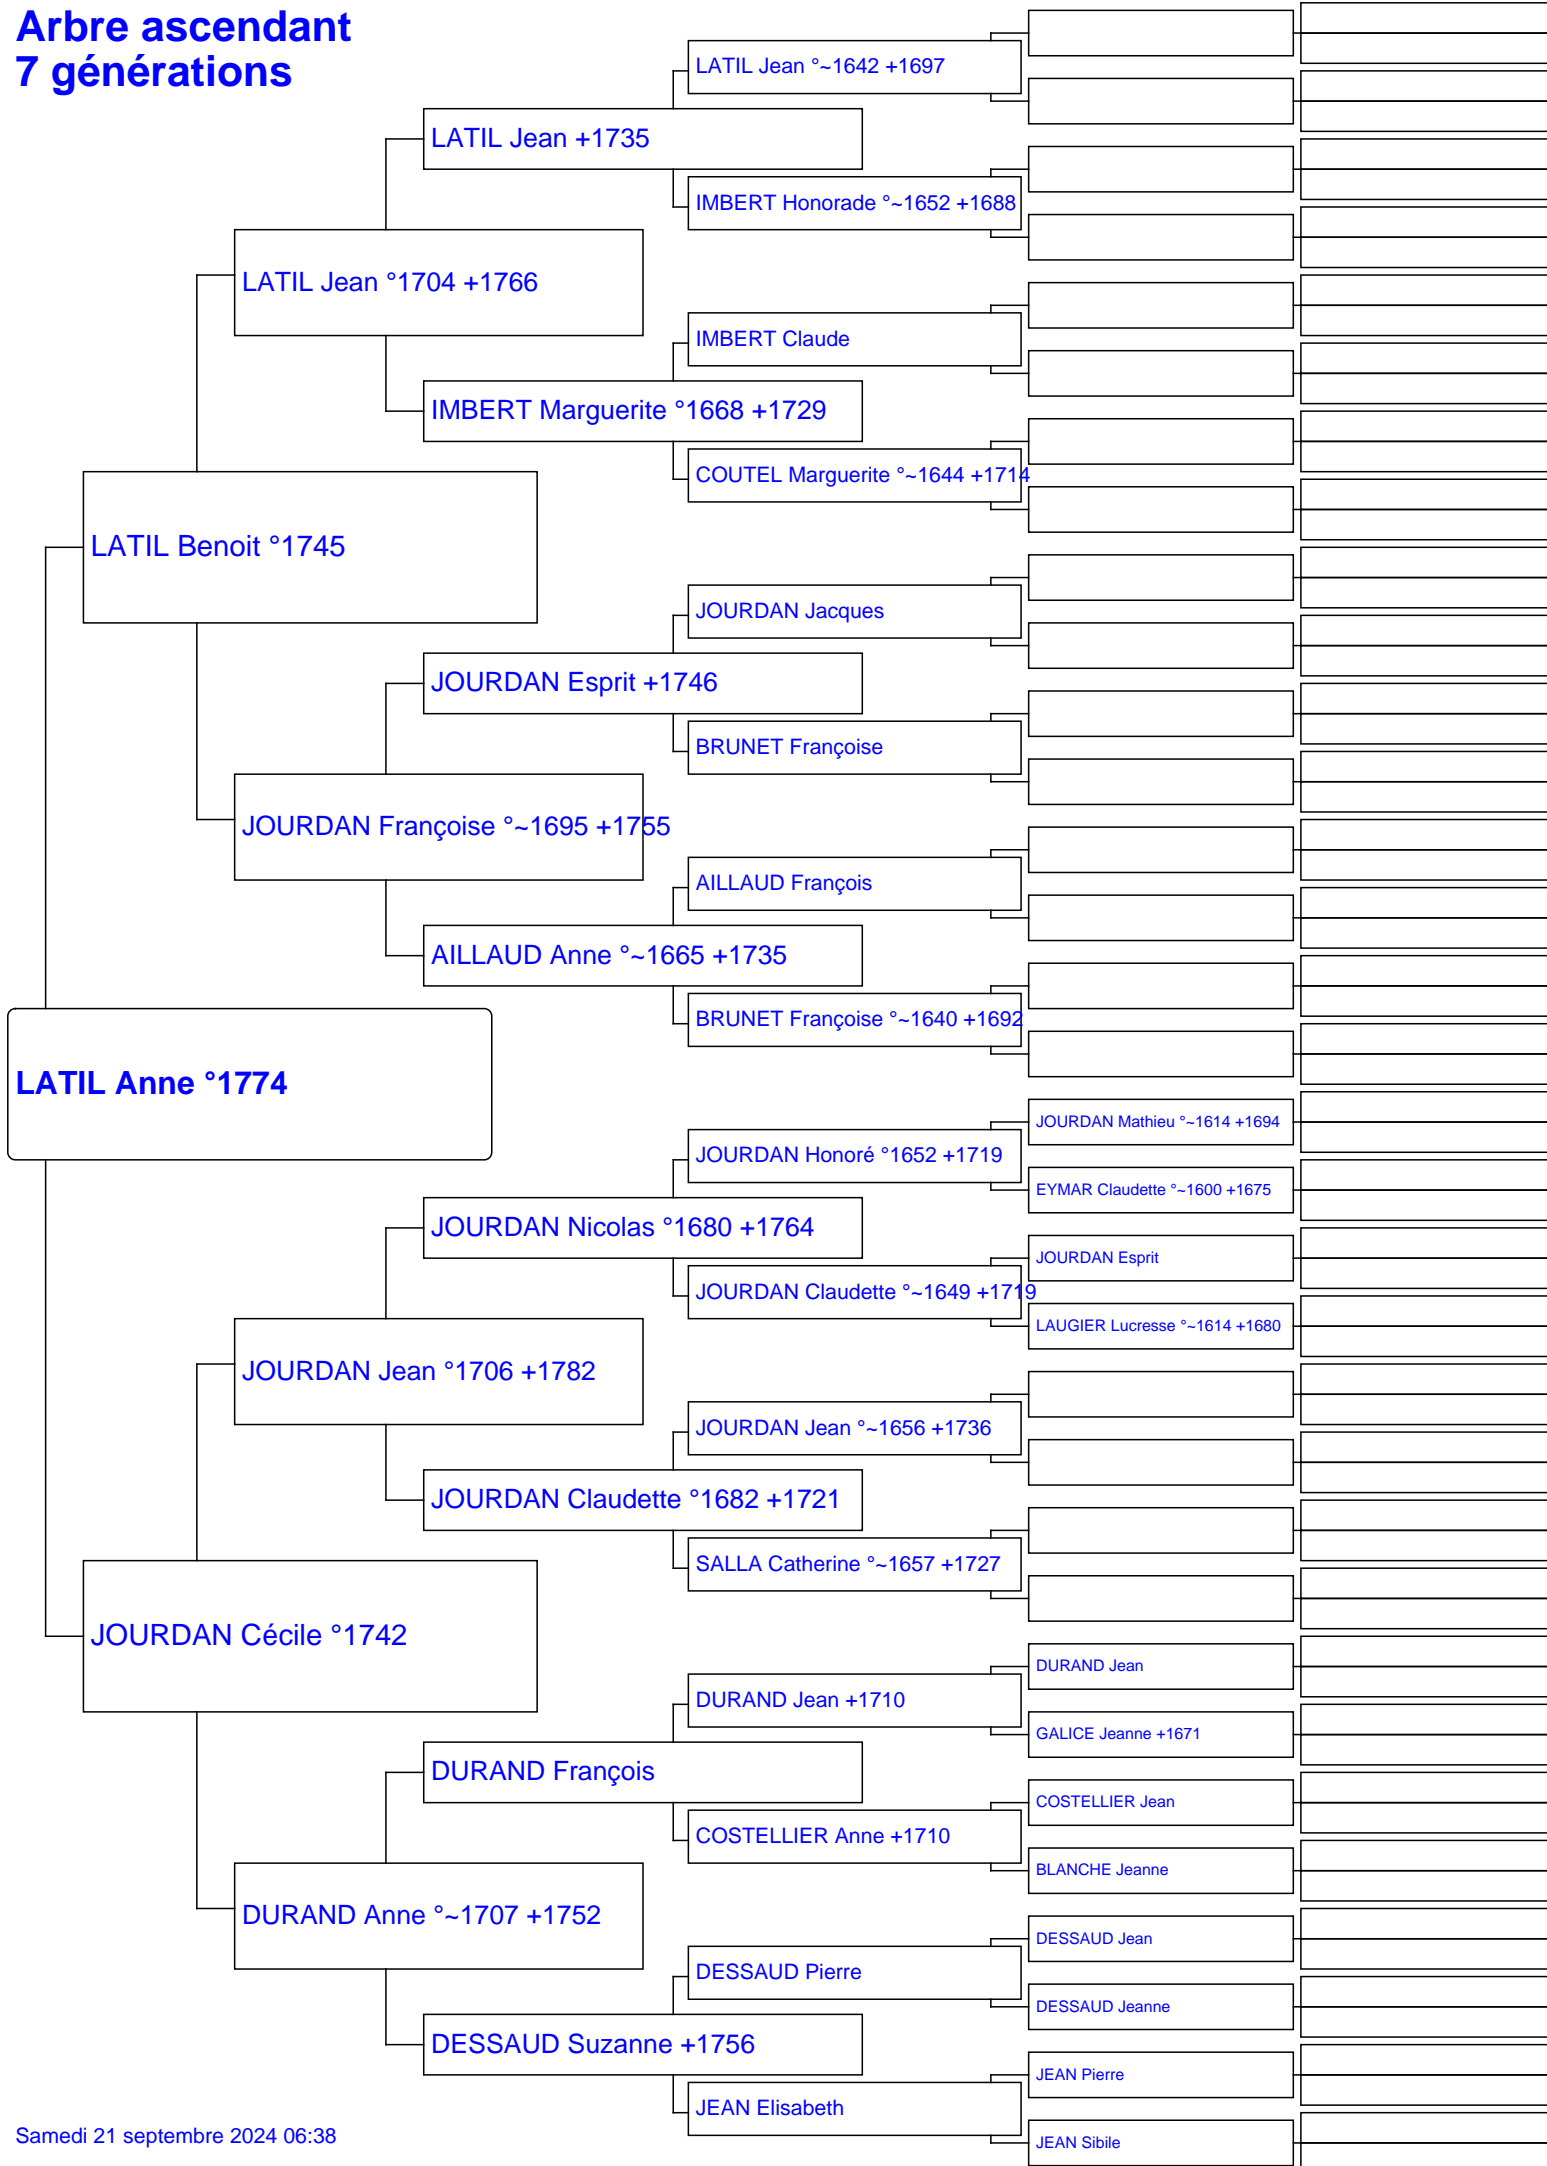 Arbre ascendant
7 générations
LATIL Jean °~1642 +1697
LATIL Jean +1735
IMBERT Honorade °~1652 +1688
LATIL Jean °1704 +1766
IMBERT Claude
IMBERT Marguerite °1668 +1729
COUTEL Marguerite °~1644 +1714
LATIL Benoit °1745
JOURDAN Jacques
JOURDAN Esprit +1746
BRUNET Françoise
JOURDAN Françoise °~1695 +1755
AILLAUD François
AILLAUD Anne °~1665 +1735
BRUNET Françoise °~1640 +1692
LATIL Anne °1774
JOURDAN Mathieu °~1614 +1694
JOURDAN Honoré °1652 +1719
EYMAR Claudette °~1600 +1675
JOURDAN Nicolas °1680 +1764
JOURDAN Esprit
JOURDAN Claudette °~1649 +1719
LAUGIER Lucresse °~1614 +1680
JOURDAN Jean °1706 +1782
JOURDAN Jean °~1656 +1736
JOURDAN Claudette °1682 +1721
SALLA Catherine °~1657 +1727
JOURDAN Cécile °1742
DURAND Jean
DURAND Jean +1710
GALICE Jeanne +1671
DURAND François
COSTELLIER Jean
COSTELLIER Anne +1710
BLANCHE Jeanne
DURAND Anne °~1707 +1752
DESSAUD Jean
DESSAUD Pierre
DESSAUD Jeanne
DESSAUD Suzanne +1756
JEAN Pierre
JEAN Elisabeth
JEAN Sibile
Samedi 21 septembre 2024 06:38